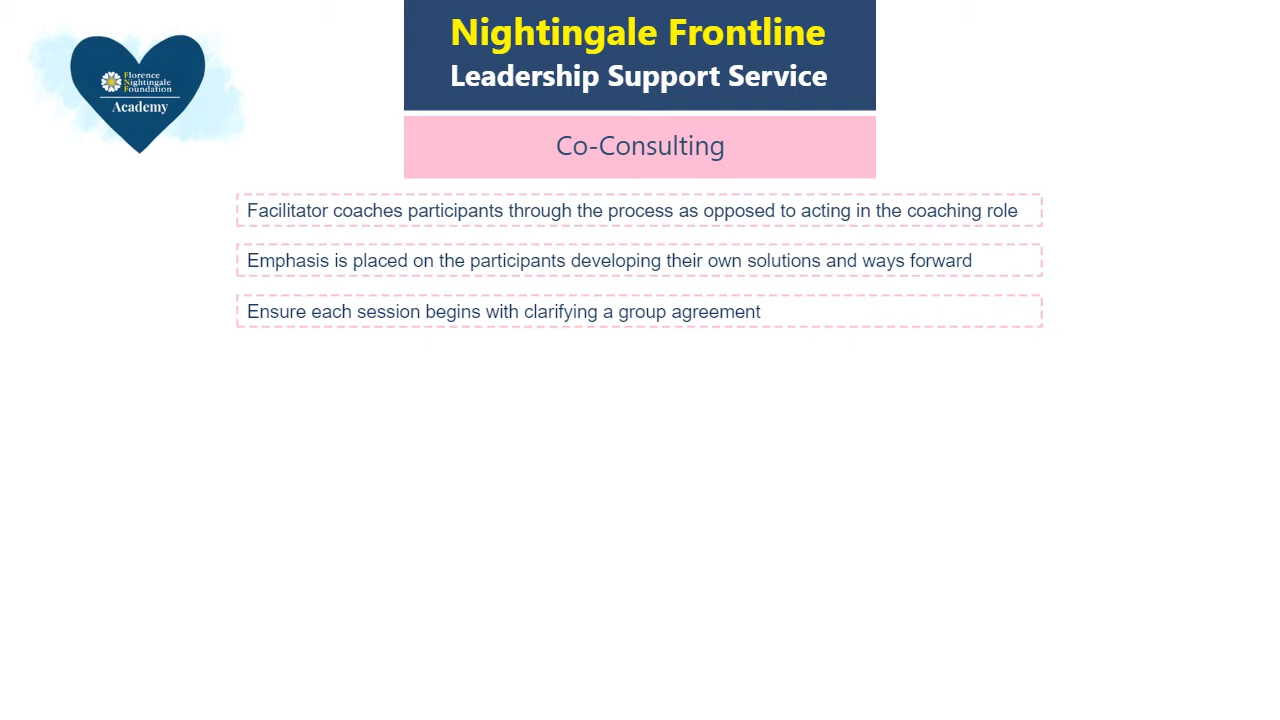 Florence
Nightingale
Foundation
Academy
Nightingale Frontline
Leadership Support Service
Co-Consulting
Facilitator coaches participants through the process as opposed to acting in the coaching role
Emphasis is placed on the participants developing their own solutions and ways forward
Ensure each session begins with clarifying a group agreement